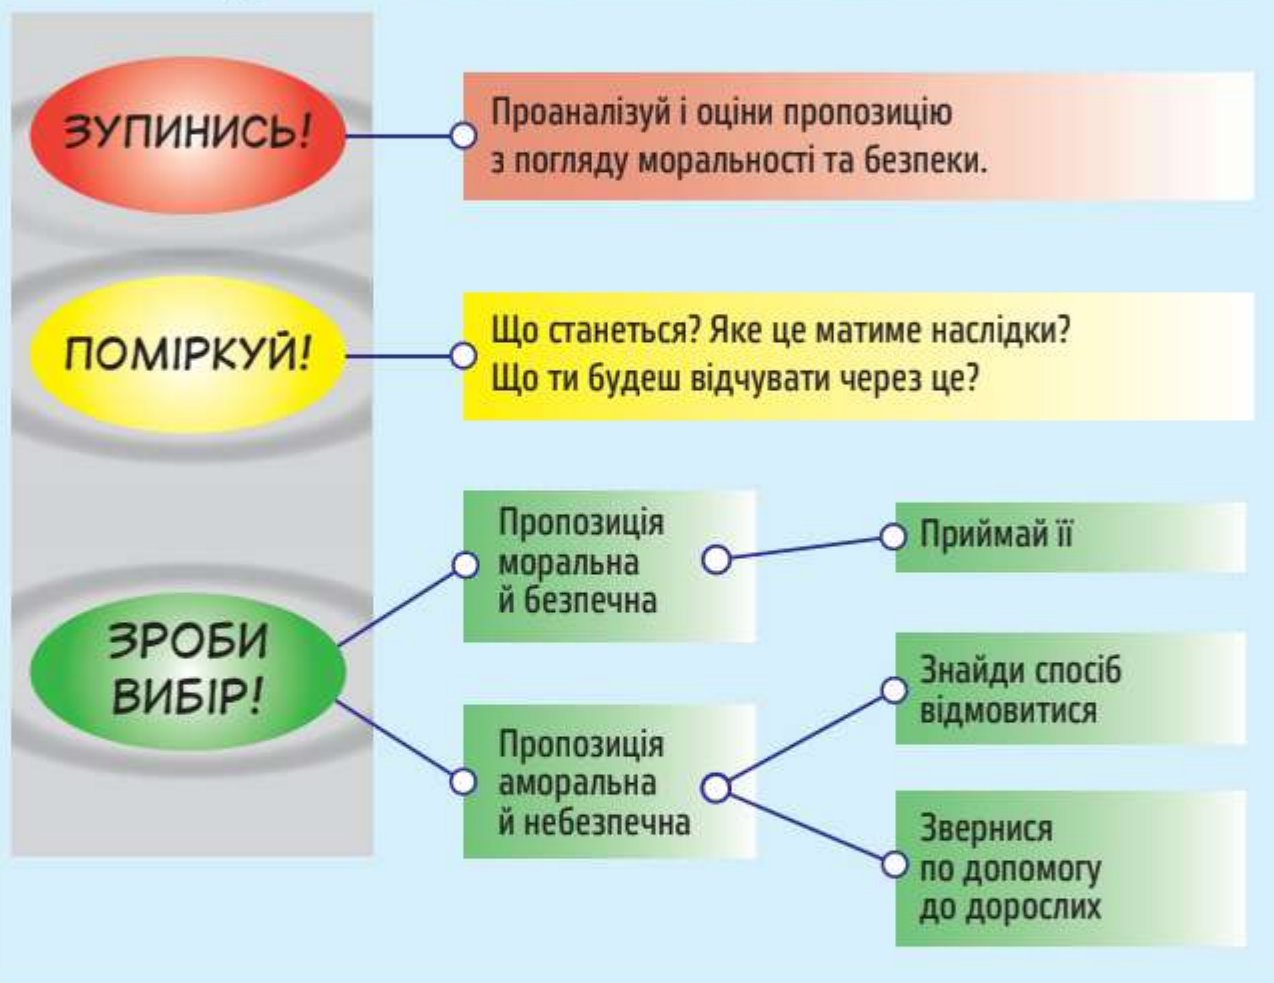 ЗУПИНИСЬ!
Проаналізуй і оціни пропозицію
з погляду моральності та безпеки.
ПОМІРКУЙ!
Що станеться? Яке це матиме наслідки?
Що ти будеш відчувати через це?
ЗРОБИ
ВИБІР!
Пропозиція
моральна
й безпечна
Приймай її
Пропозиція
аморальна
й небезпечна
Знайди спосіб
відмовитися
Звернися
по допомогу
до дорослих